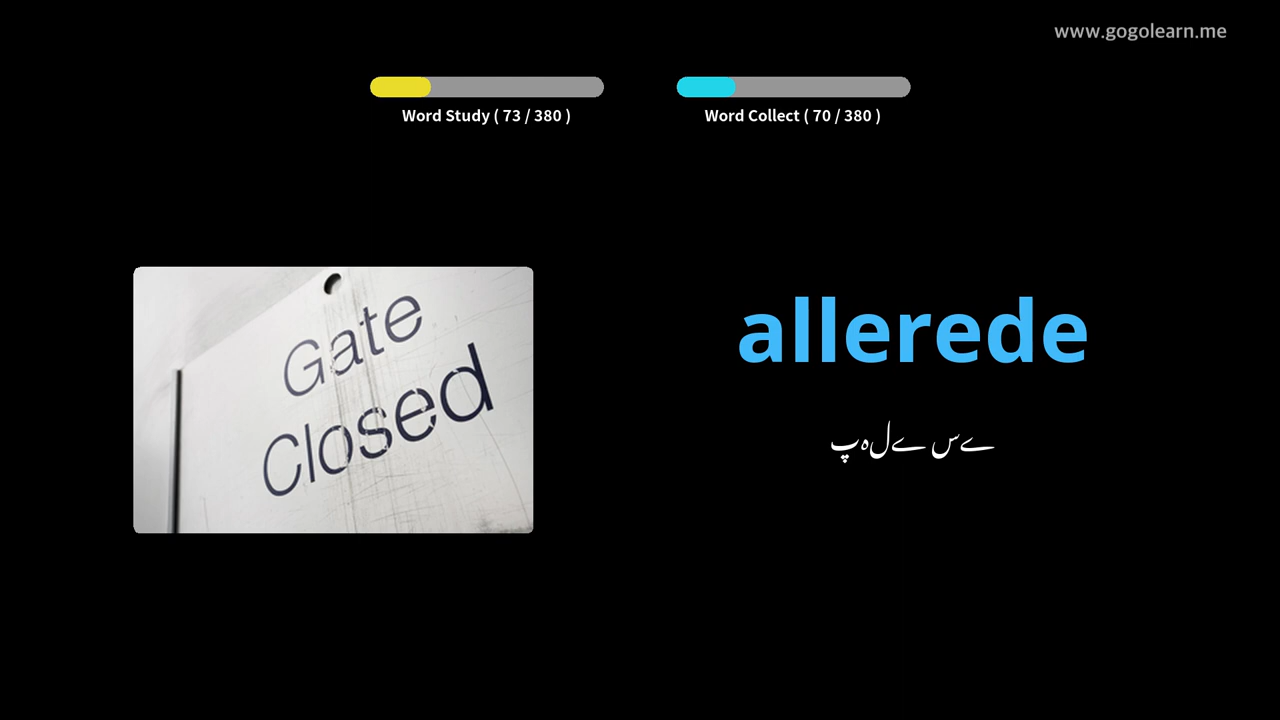 www.gogolearn.me
Word Study ( 73 / 380 )
Word Collect ( 70 / 380 )
Gate
Closed
allerede
پہلے سے